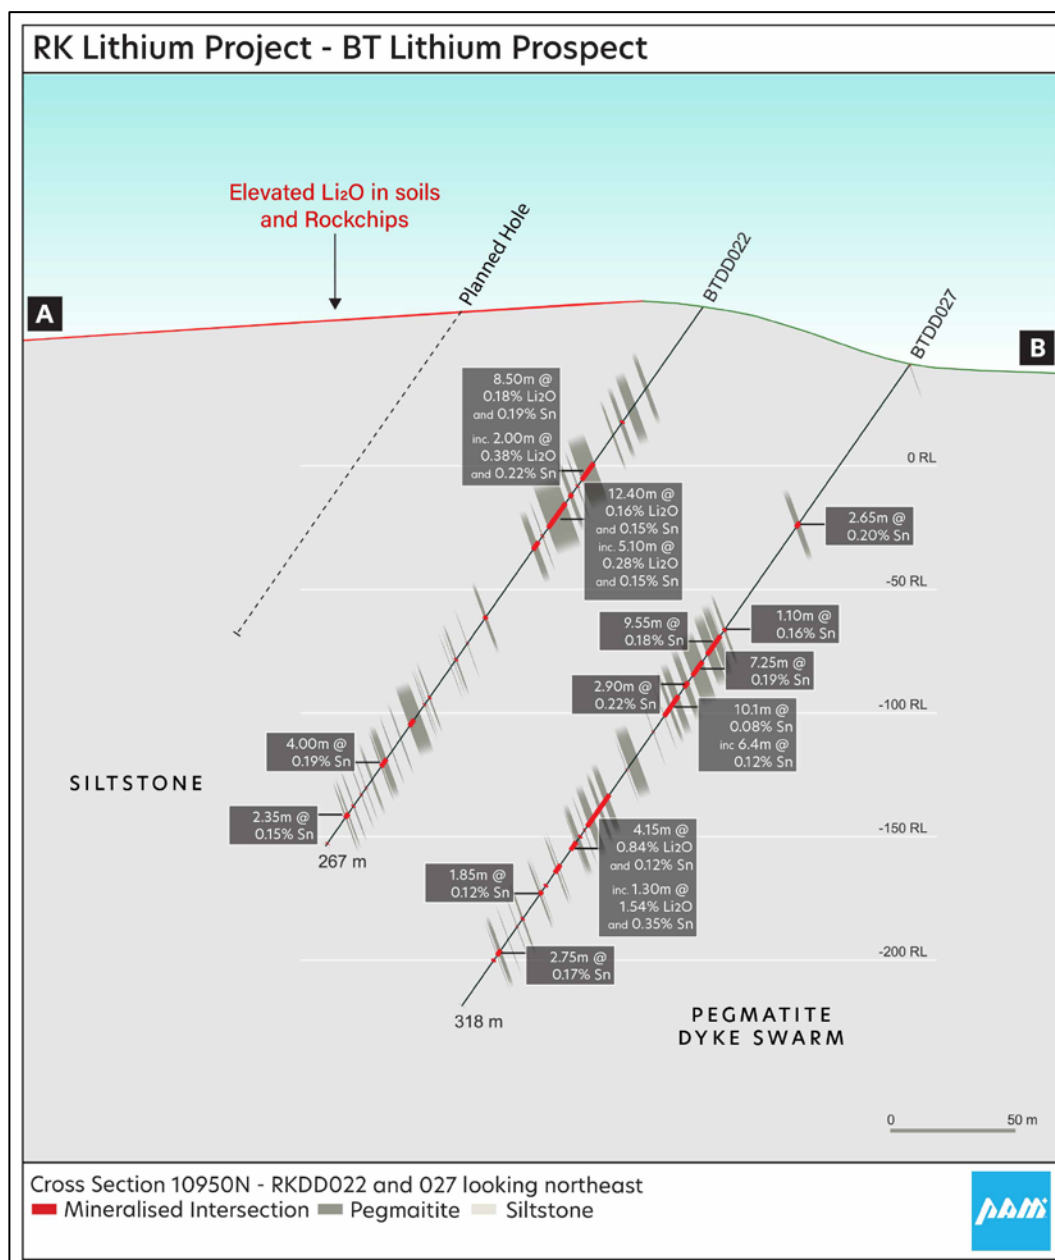 RK Lithium Project - BT Lithium Prospect
Elevated Li₂O in soils
and Rockchips
Planned Hole
BTDD022
BTDD027
A
B
8.50m @
0.18% Li2O
and 0.19% Sn
inc. 2.00m @
0.38% Li2O
and 0.22% Sn
0 RL
12.40m @
0.16% Li2O
and 0.15% Sn
inc. 5.10m @
0.28% Li2O
and 0.15% Sn
2.65m @
0.20% Sn
-50 RL
9.55m @
0.18% Sn
1.10m @
0.16% Sn
7.25m @
0.19% Sn
2.90m @
0.22% Sn
-100 RL
10.1m @
0.08% Sn
inc 6.4m @
0.12% Sn
4.00m @
0.19% Sn
SILTSTONE
2.35m @
0.15% Sn
-150 RL
267 m
4.15m @
0.84% Li2O
and 0.12% Sn
inc. 1.30m @
1.54% Li2O
and 0.35% Sn
1.85m @
0.12% Sn
-200 RL
2.75m @
0.17% Sn
318 m
PEGMATITE
DYKE SWARM
0 50 m
Cross Section 10950N - RKDD022 and 027 looking northeast
Mineralised Intersection Pegmaitite Siltstone
PAM